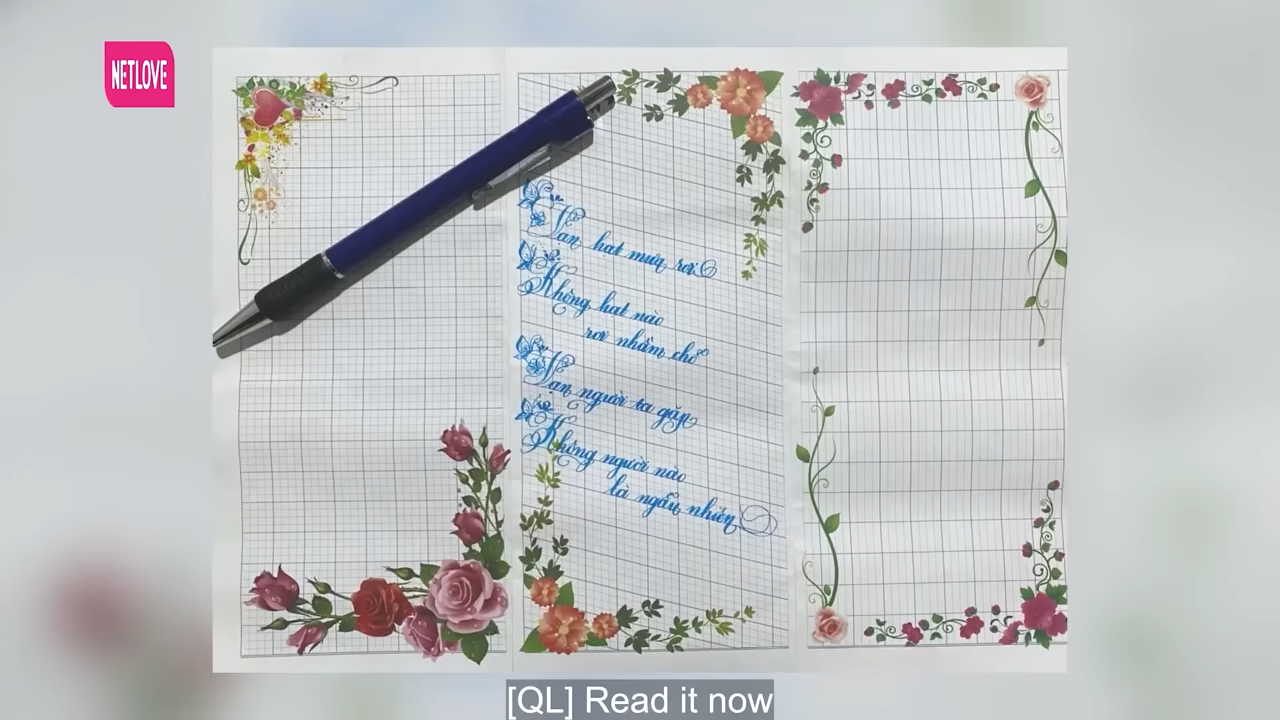 NETLOVE
Vạn hạt mưa rơi
Không hạt nào
rơi nhầm chỗ
Vạn người ta gặp
Không người nào
là ngẫu nhiên
[QL] Read it now